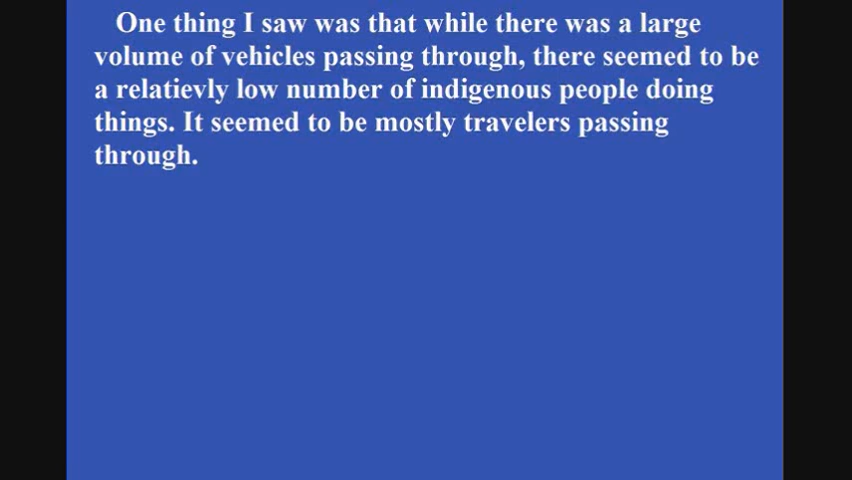 One thing I saw was that while there was a large
volume of vehicles passing through, there seemed to be
a relatievly low number of indigenous people doing
things. It seemed to be mostly travelers passing
through.